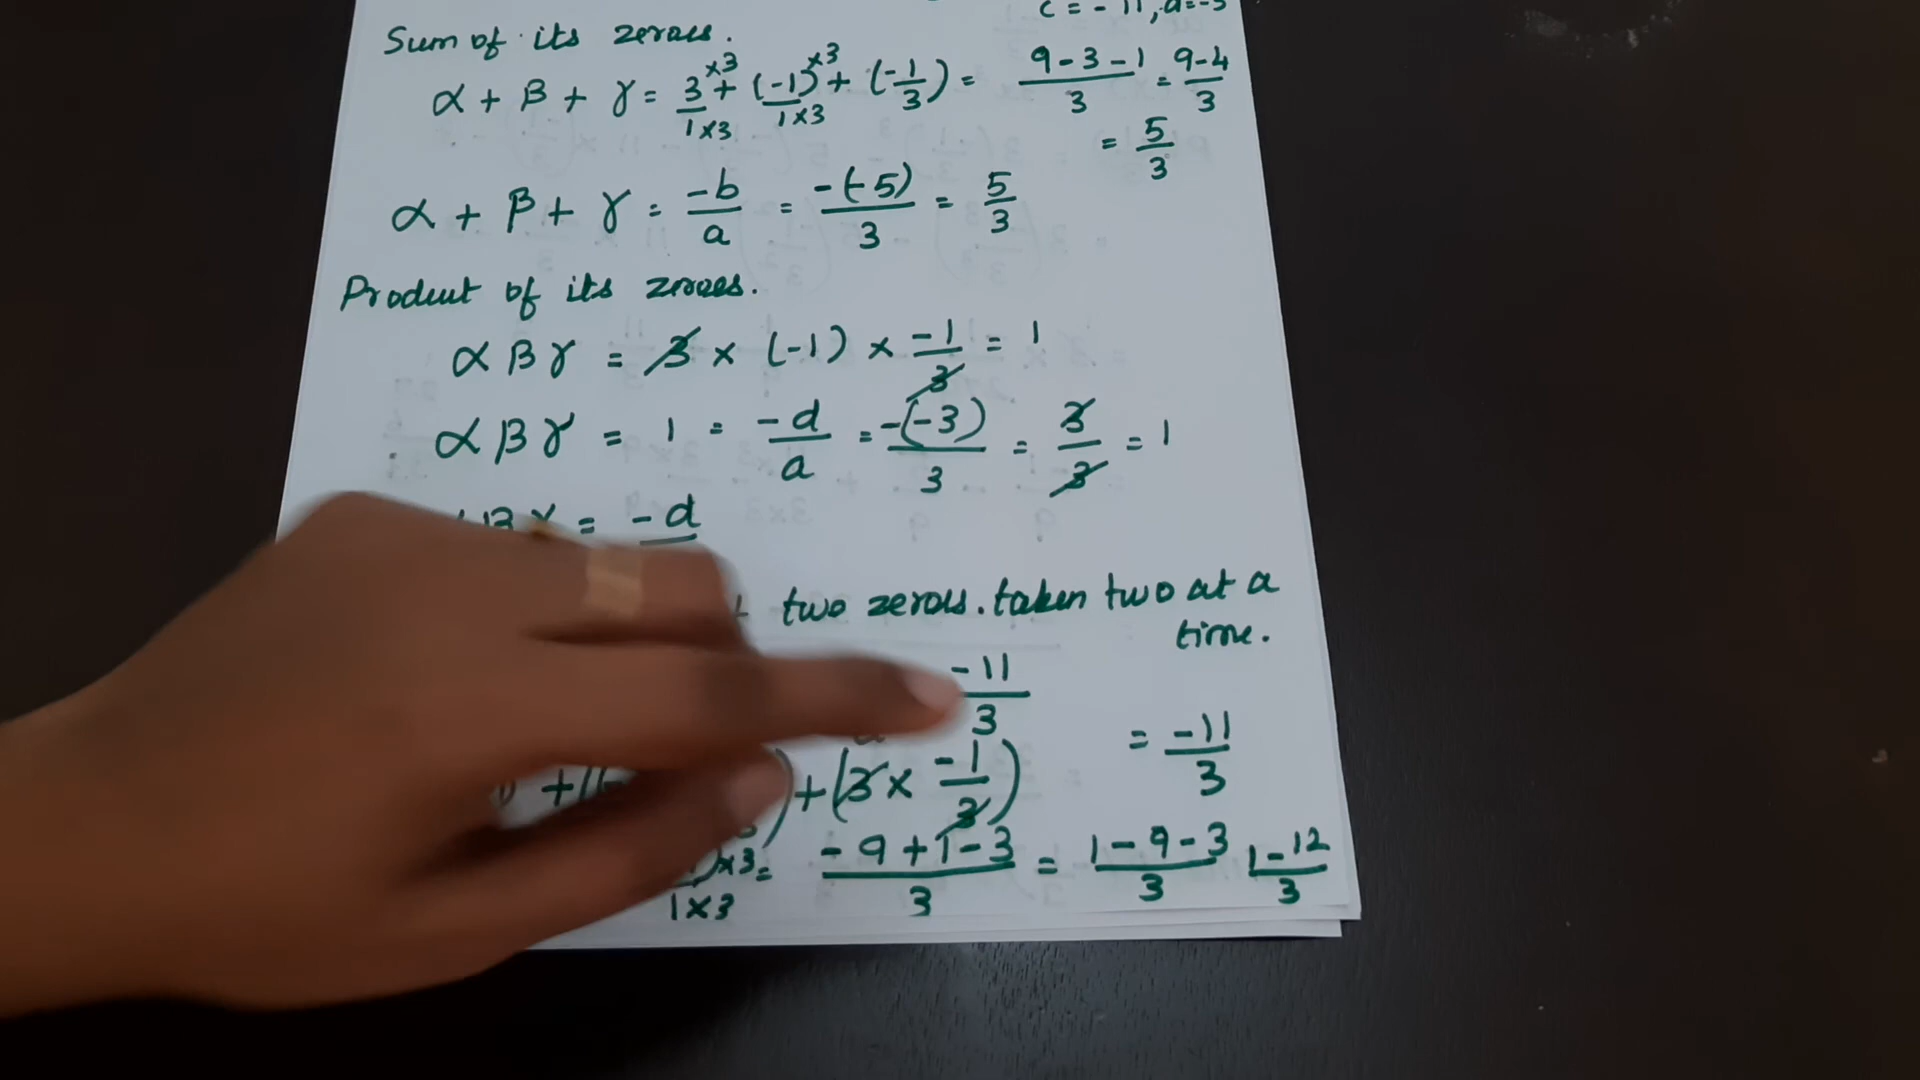 c = - 11, d=-3
Sum of its zeroes.
α + β + γ = 3×3/1×3 + (-1)×3/1×3 + (-1/3) = 9-3-1/3 = 9-4/3
= 5/3
α + β + γ = -b/a = -(-5)/3 = 5/3
Product of its zeroes.
α β γ = 3 × (-1) × -1/3 = 1
α β γ = 1 = -d/a = -(-3)/3 = 3/3 = 1
β γ = -d
two zeroes. taken two at a
time.
-11/3
= -11/3
+ (3 × -1/3)
×3/1×3 = -9+1-3/3 = 1-9-3/3 1-12/3